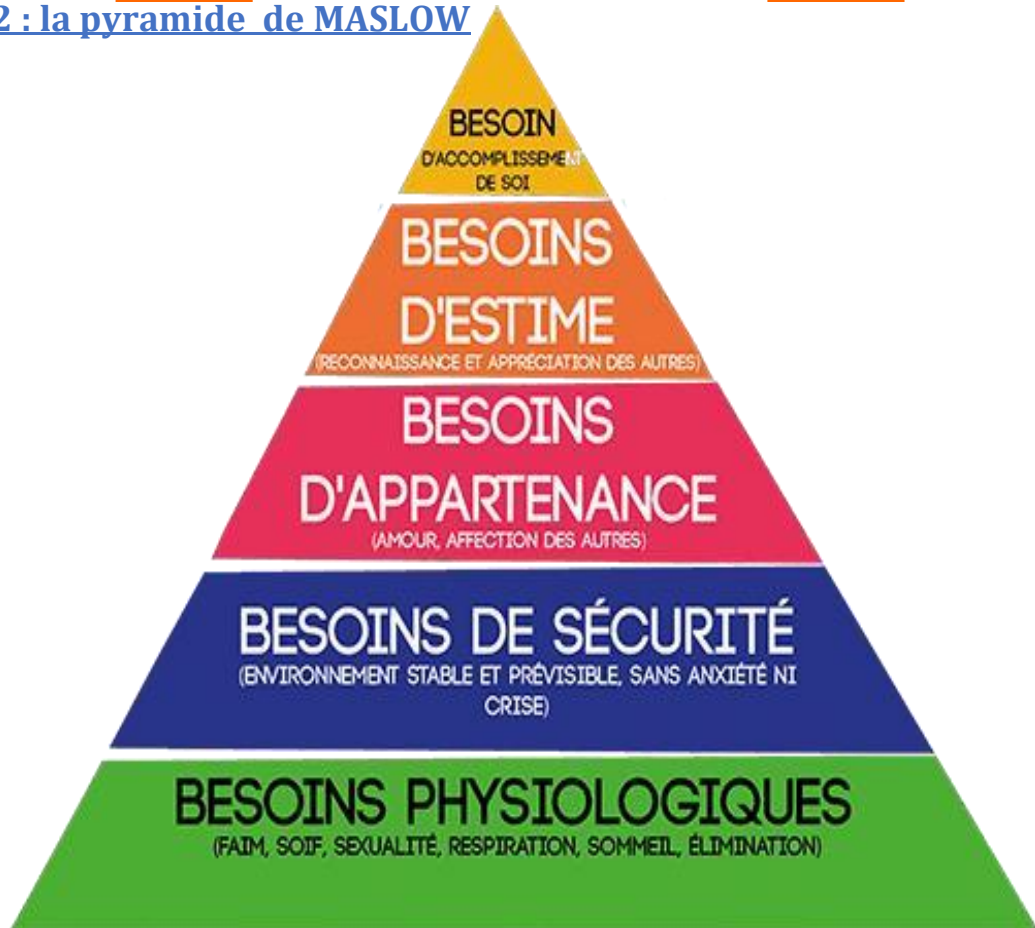 2 : la pyramide de MASLOW
BESOIN
D'ACCOMPLISSEMENT
DE SOI
BESOINS
D'ESTIME
(RECONNAISSANCE ET APPRÉCIATION DES AUTRES)
BESOINS
D'APPARTENANCE
(AMOUR, AFFECTION DES AUTRES)
BESOINS DE SÉCURITÉ
(ENVIRONNEMENT STABLE ET PRÉVISIBLE, SANS ANXIÉTÉ NI
CRISE)
BESOINS PHYSIOLOGIQUES
(FAIM, SOIF, SEXUALITÉ, RESPIRATION, SOMMEIL, ÉLIMINATION)